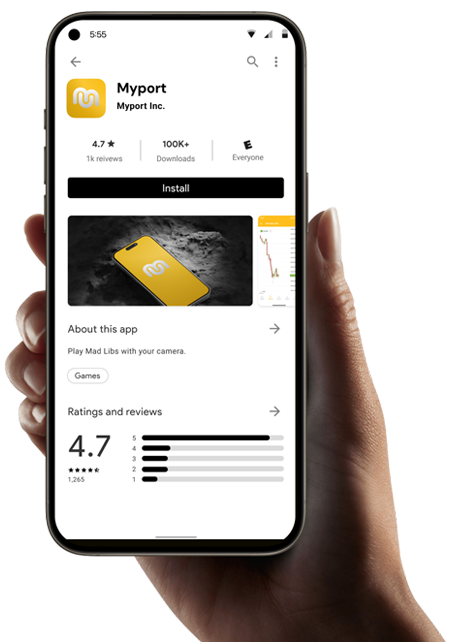 5:55
Myport
Myport Inc.
4.7 ★
100K+
E
1k reivews
Downloads
Everyone
Install
About this app
Play Mad Libs with your camera.
Games
Ratings and reviews
4.7
1,265
5
4
3
2
1